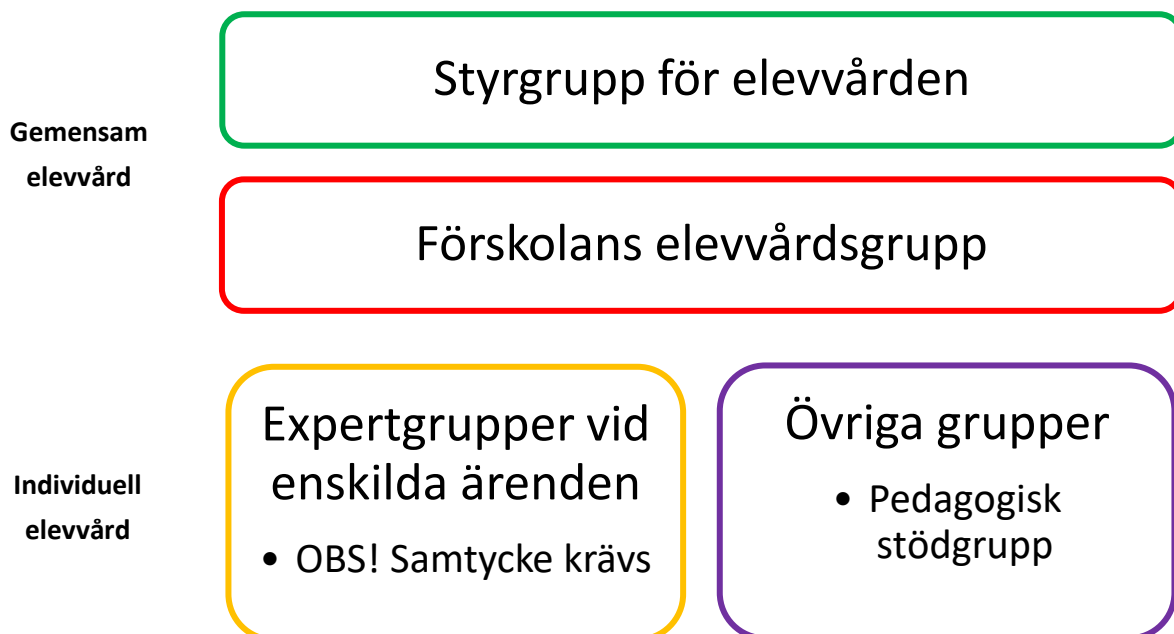 Gemensam
elevvård
Styrgrupp för elevvården
Förskolans elevvårdsgrupp
Individuell
elevvård
Expertgrupper vid
enskilda ärenden
• OBS! Samtycke krävs
Övriga grupper
• Pedagogisk
stödgrupp